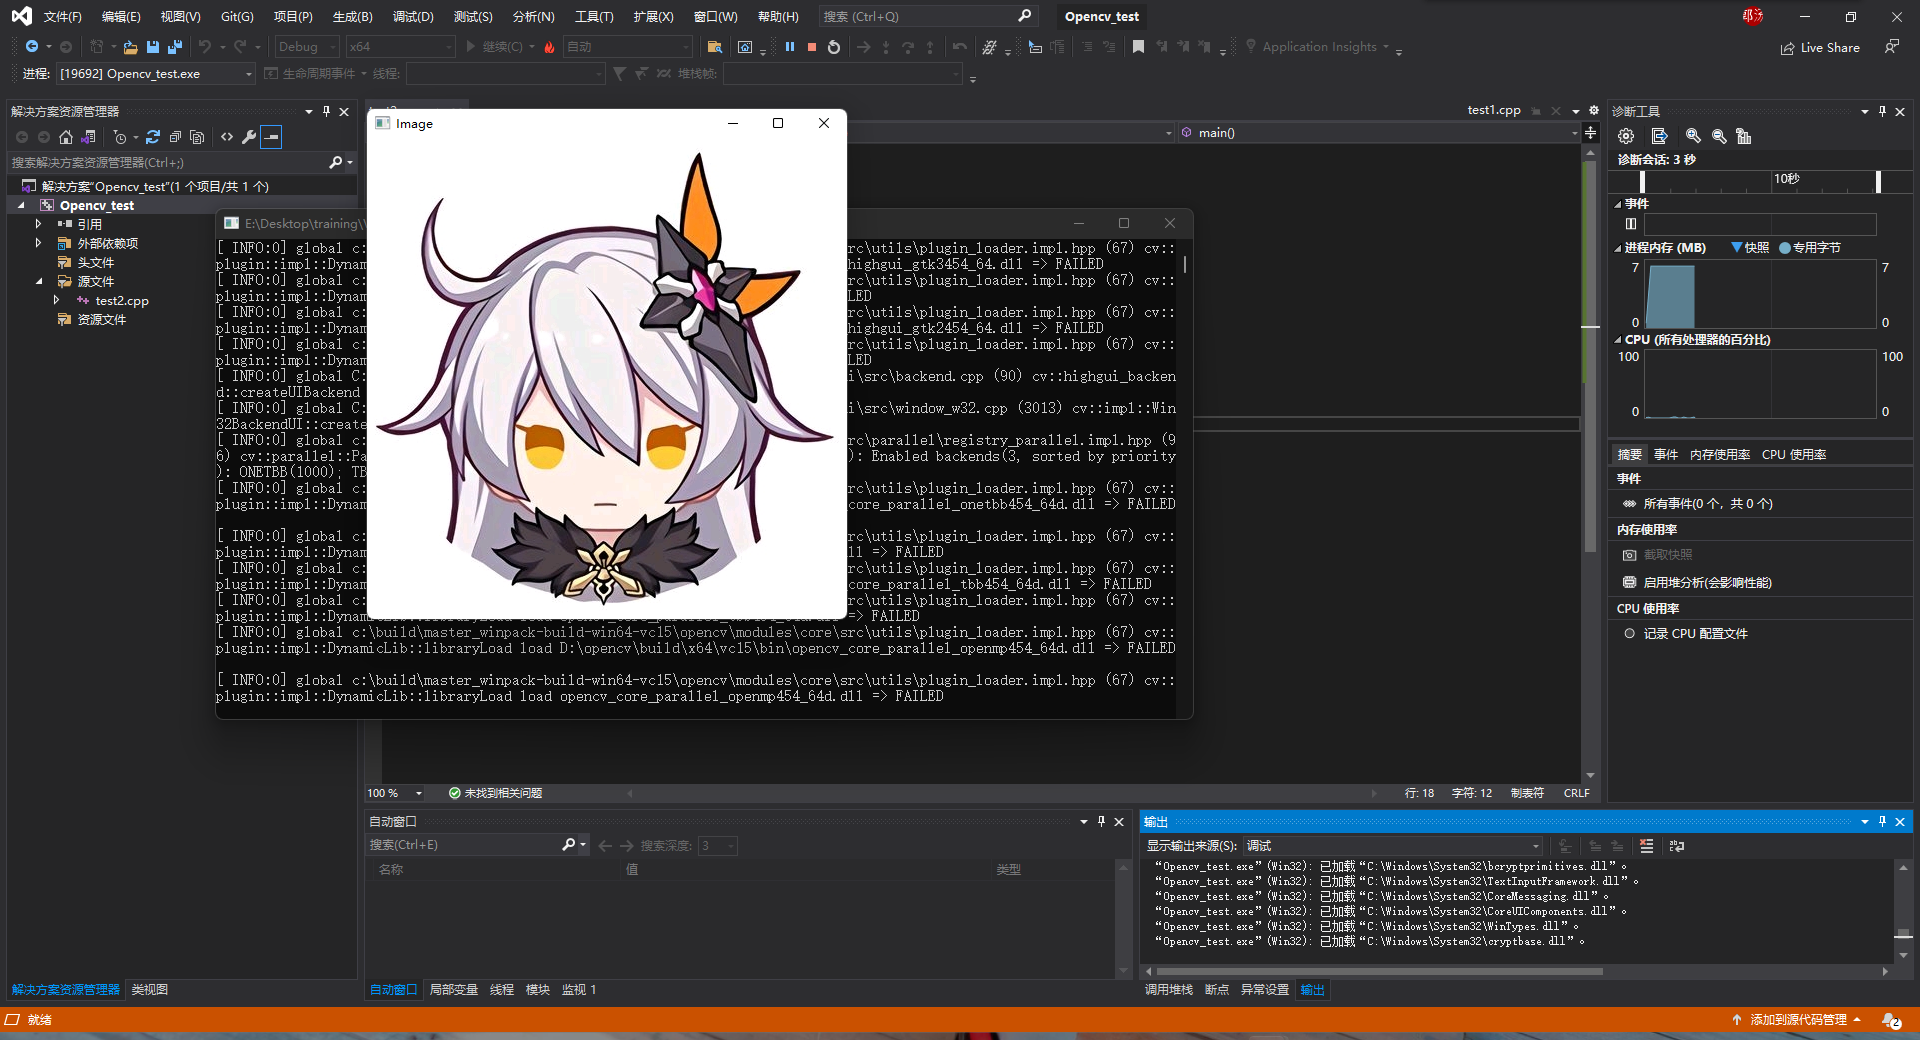 文件(F) 编辑(E) 视图(V) Git(G) 项目(P) 生成(B) 调试(D) 测试(S) 分析(N) 工具(T) 扩展(X) 窗口(W) 帮助(H) 搜索 (Ctrl+Q) Opencv_test
Debug x64 继续(C) 自动 Application Insights Live Share
进程: [19692] Opencv_test.exe 生命周期事件 线程: 堆栈帧:
解决方案资源管理器
搜索解决方案资源管理器(Ctrl+;)
解决方案"Opencv_test"(1 个项目/共 1 个)
Opencv_test
引用
外部依赖项
头文件
源文件
test2.cpp
资源文件
解决方案资源管理器 类视图
test1.cpp
main()
Image
E:\Desktop\training\
[ INFO:0] global c: rc\utils\plugin_loader.impl.hpp (67) cv::
plugin::impl::Dynam highgui_gtk3454_64.dll => FAILED
[ INFO:0] global c: rc\utils\plugin_loader.impl.hpp (67) cv::
plugin::impl::Dynam LED
[ INFO:0] global c: rc\utils\plugin_loader.impl.hpp (67) cv::
plugin::impl::Dynam highgui_gtk2454_64.dll => FAILED
[ INFO:0] global c: rc\utils\plugin_loader.impl.hpp (67) cv::
plugin::impl::Dynam LED
[ INFO:0] global C: i\src\backend.cpp (90) cv::highgui_backen
d::createUIBackend
[ INFO:0] global C: i\src\window_w32.cpp (3013) cv::impl::Win
32BackendUI::create
[ INFO:0] global c: src\parallel\registry_parallel.impl.hpp (9
6) cv::parallel::Pa ): Enabled backends(3, sorted by priority
): ONETBB(1000); TB
[ INFO:0] global c: rc\utils\plugin_loader.impl.hpp (67) cv::
plugin::impl::Dynam core_parallel_onetbb454_64d.dll => FAILED
[ INFO:0] global c: rc\utils\plugin_loader.impl.hpp (67) cv::
plugin::impl::Dynam ll => FAILED
[ INFO:0] global c: rc\utils\plugin_loader.impl.hpp (67) cv::
plugin::impl::Dynam core_parallel_tbb454_64d.dll => FAILED
[ INFO:0] global c: rc\utils\plugin_loader.impl.hpp (67) cv::
plugin::impl::DynamicLib::libraryLoad load opencv_core_parallel_tbb454_64d.dll => FAILED
[ INFO:0] global c:\build\master_winpack-build-win64-vc15\opencv\modules\core\src\utils\plugin_loader.impl.hpp (67) cv::
plugin::impl::DynamicLib::libraryLoad load D:\opencv\build\x64\vc15\bin\opencv_core_parallel_openmp454_64d.dll => FAILED
[ INFO:0] global c:\build\master_winpack-build-win64-vc15\opencv\modules\core\src\utils\plugin_loader.impl.hpp (67) cv::
plugin::impl::DynamicLib::libraryLoad load opencv_core_parallel_openmp454_64d.dll => FAILED
100 % 未找到相关问题 行: 18 字符: 12 制表符 CRLF
自动窗口
搜索(Ctrl+E) 搜索深度: 3
名称 值 类型
自动窗口 局部变量 线程 模块 监视 1
输出
显示输出来源(S): 调试
“Opencv_test.exe”(Win32): 已加载“C:\Windows\System32\bcryptprimitives.dll”。
“Opencv_test.exe”(Win32): 已加载“C:\Windows\System32\TextInputFramework.dll”。
“Opencv_test.exe”(Win32): 已加载“C:\Windows\System32\CoreMessaging.dll”。
“Opencv_test.exe”(Win32): 已加载“C:\Windows\System32\CoreUIComponents.dll”。
“Opencv_test.exe”(Win32): 已加载“C:\Windows\System32\WinTypes.dll”。
“Opencv_test.exe”(Win32): 已加载“C:\Windows\System32\cryptbase.dll”。
调用堆栈 断点 异常设置 输出
诊断工具
诊断会话: 3 秒
10秒
事件
进程内存 (MB) 快照 专用字节
7 7
0 0
CPU (所有处理器的百分比)
100 100
0 0
摘要 事件 内存使用率 CPU 使用率
事件
所有事件(0 个，共 0 个)
内存使用率
截取快照
启用堆分析(会影响性能)
CPU 使用率
记录 CPU 配置文件
就绪 添加到源代码管理 2